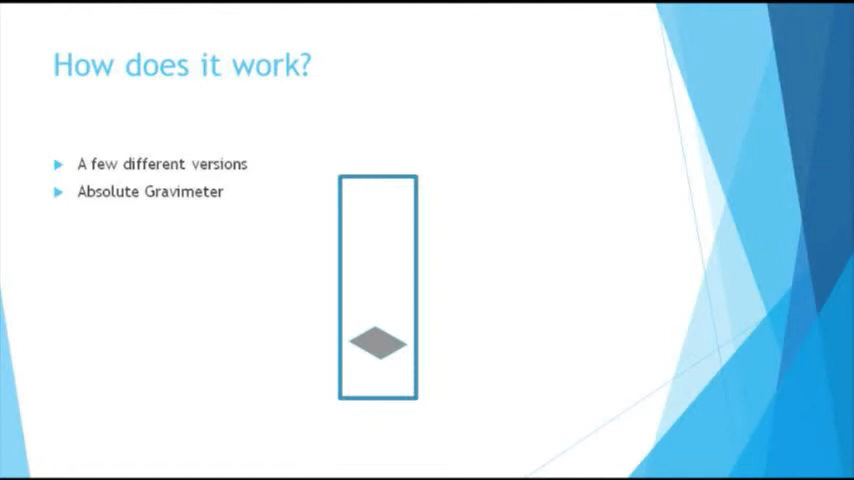 How does it work?
A few different versions
Absolute Gravimeter